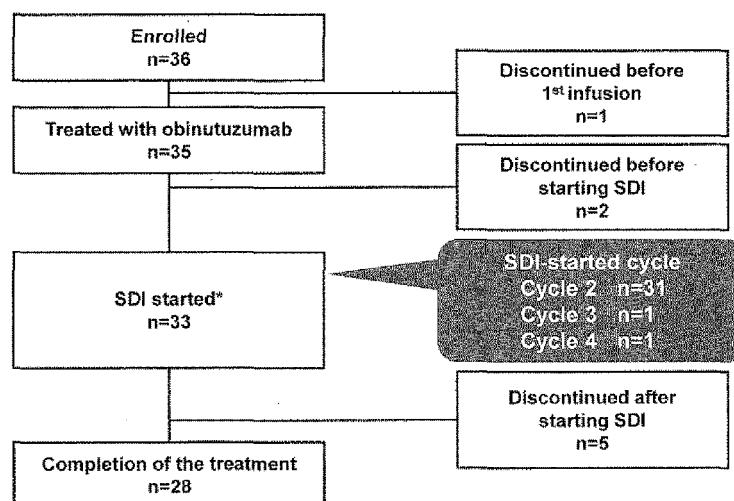 Enrolled
n=36
Discontinued before
1st infusion
n=1
Treated with obinutuzumab
n=35
Discontinued before
starting SDI
n=2
SDI started*
n=33
SDI-started cycle
Cycle 2 n=31
Cycle 3 n=1
Cycle 4 n=1
Discontinued after
starting SDI
n=5
Completion of the treatment
n=28